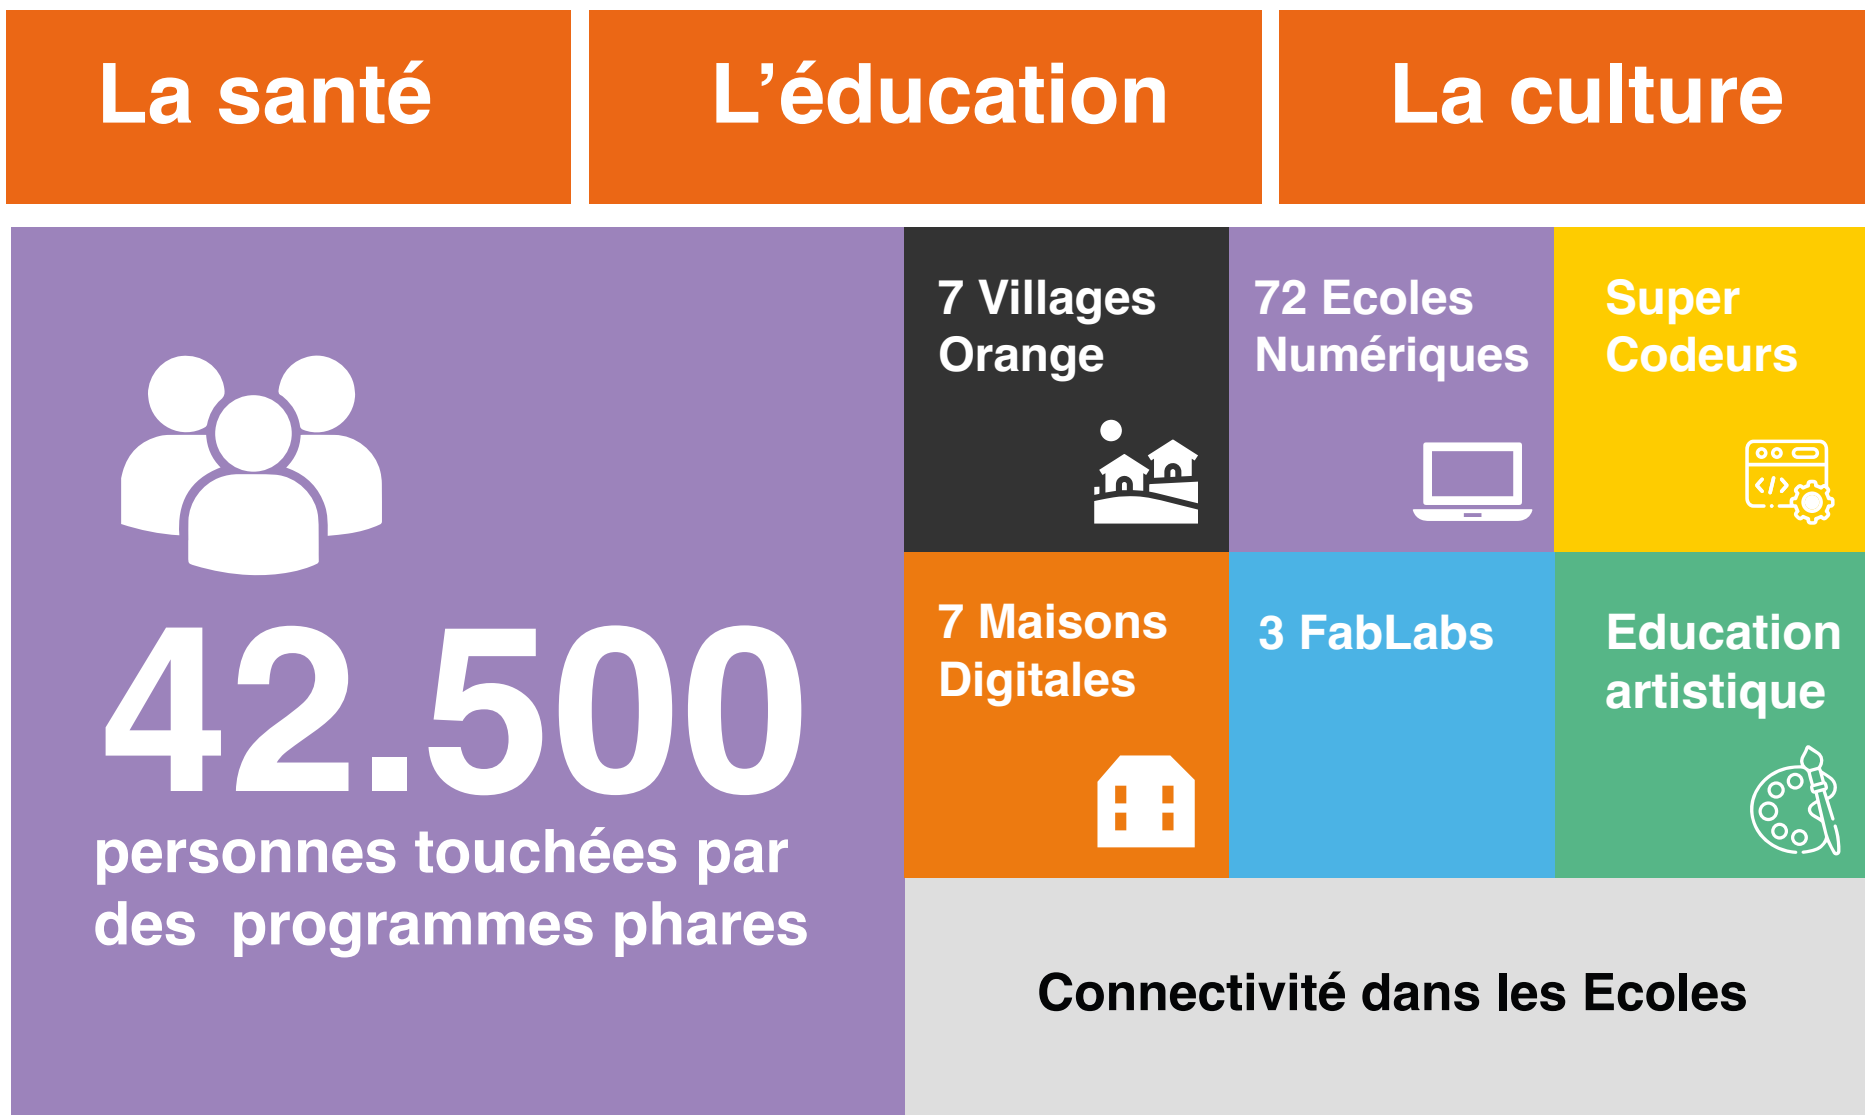 La santé
L’éducation
La culture
42.500
personnes touchées par
des programmes phares
7 Villages
Orange
72 Ecoles
Numériques
Super
Codeurs
7 Maisons
Digitales
3 FabLabs
Education
artistique
Connectivité dans les Ecoles